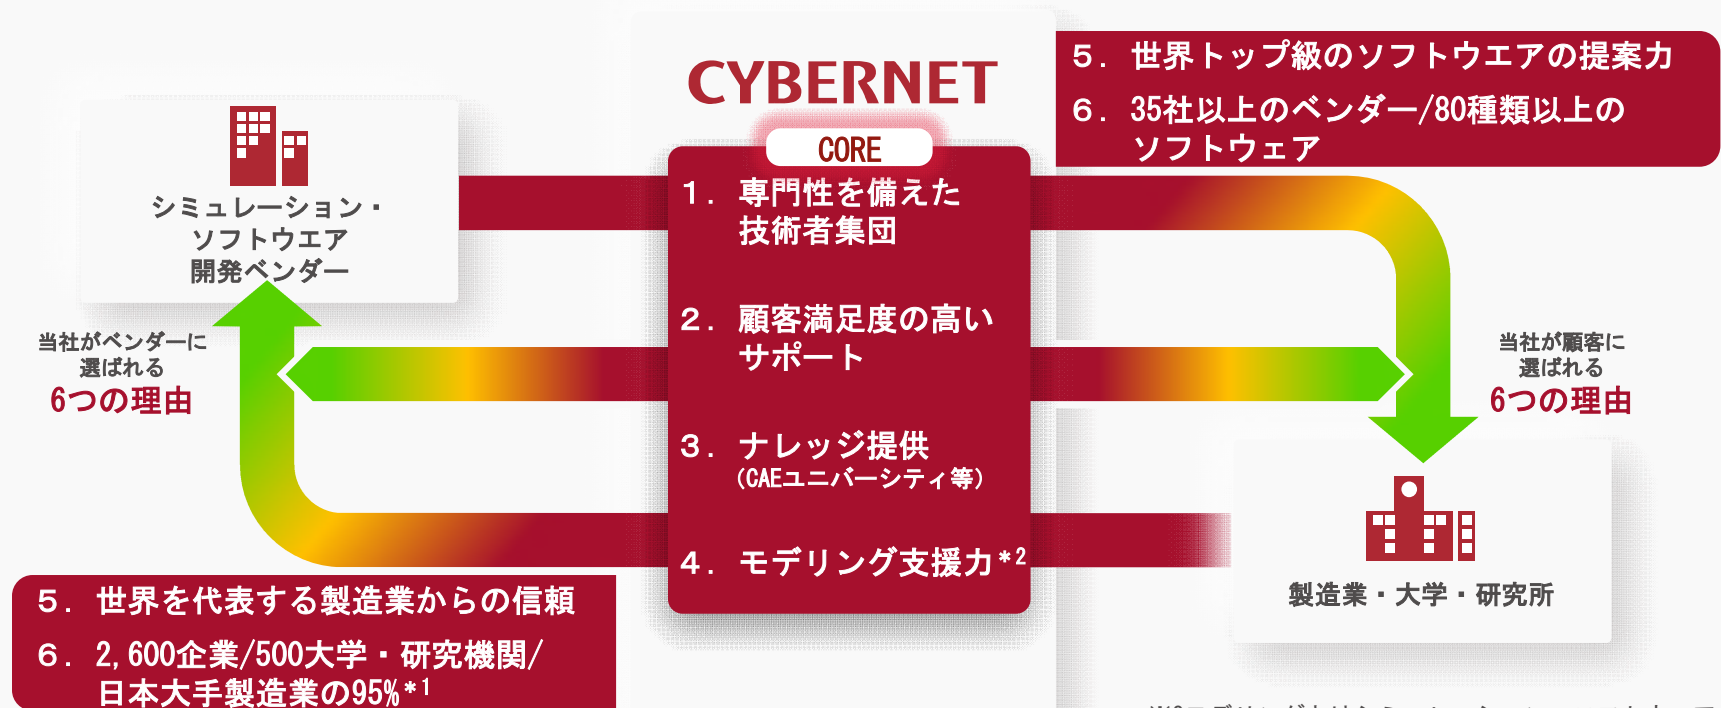 CYBERNET
CORE
1. 専門性を備えた
技術者集団
2. 顧客満足度の高い
サポート
3. ナレッジ提供
(CAEユニバーシティ等)
4. モデリング支援力*2
シミュレーション・
ソフトウエア
開発ベンダー
当社がベンダーに
選ばれる
6つの理由
5. 世界を代表する製造業からの信頼
6. 2,600企業/500大学・研究機関/
日本大手製造業の95%*1
5. 世界トップ級のソフトウエアの提案力
6. 35社以上のベンダー/80種類以上の
ソフトウェア
当社が顧客に
選ばれる
6つの理由
製造業・大学・研究所